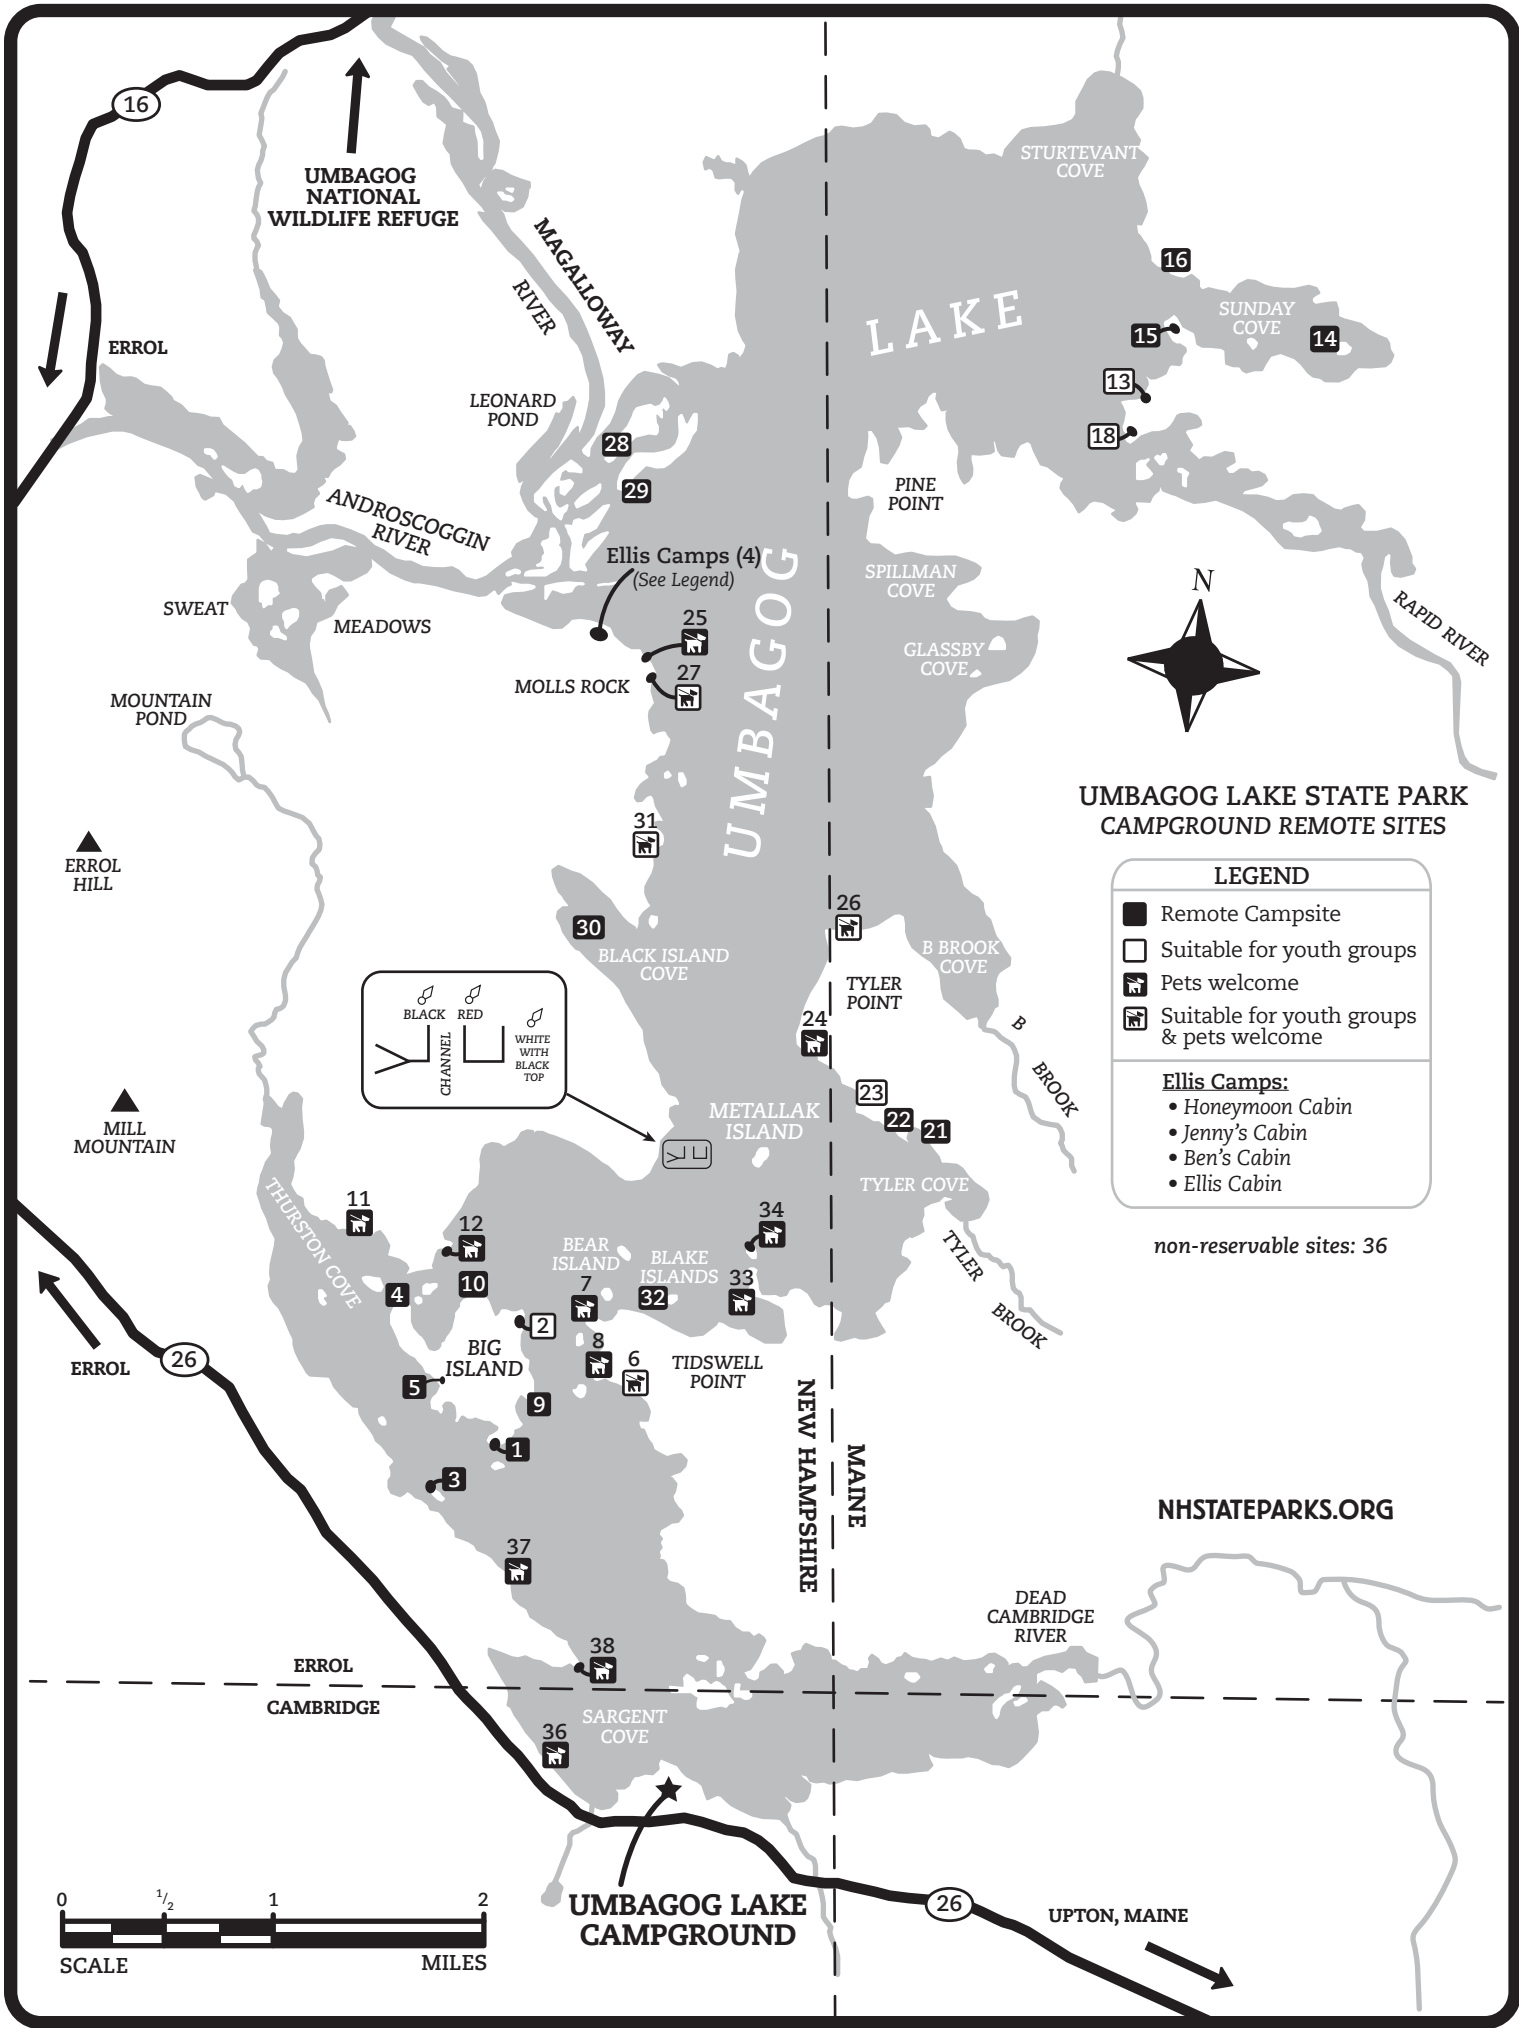 16
UMBAGOG
NATIONAL
WILDLIFE REFUGE
MAGALLOWAY
RIVER
ERROL
LEONARD
POND
28
29
ANDROSCOGGIN
RIVER
SWEAT
MEADOWS
MOUNTAIN
POND
ERROL
HILL
MILL
MOUNTAIN
STURTEVANT
COVE
16
SUNDAY
COVE
15
14
13
18
LAKE
UMBAGOG
PINE
POINT
Ellis Camps (4)
(See Legend)
25
27
MOLLS ROCK
SPILLMAN
COVE
GLASSBY
COVE
RAPID RIVER
N
UMBAGOG LAKE STATE PARK
CAMPGROUND REMOTE SITES
LEGEND
Remote Campsite
Suitable for youth groups
Pets welcome
Suitable for youth groups
& pets welcome
Ellis Camps:
• Honeymoon Cabin
• Jenny's Cabin
• Ben's Cabin
• Ellis Cabin
non-reservable sites: 36
31
30
BLACK ISLAND
COVE
26
B BROOK
COVE
TYLER
POINT
24
B
BROOK
BLACK
RED
CHANNEL
WHITE
WITH
BLACK
TOP
23
22
21
METALLAK
ISLAND
TYLER COVE
TYLER
BROOK
THURSTON COVE
11
12
10
4
34
BEAR
ISLAND
BLAKE
ISLANDS
7
32
33
2
BIG
ISLAND
8
6
TIDSWELL
POINT
5
9
1
3
26
ERROL
NEW HAMPSHIRE
MAINE
NHSTATEPARKS.ORG
37
DEAD
CAMBRIDGE
RIVER
38
ERROL
CAMBRIDGE
SARGENT
COVE
36
UMBAGOG LAKE
CAMPGROUND
26
UPTON, MAINE
0 1/2 1 2
SCALE MILES